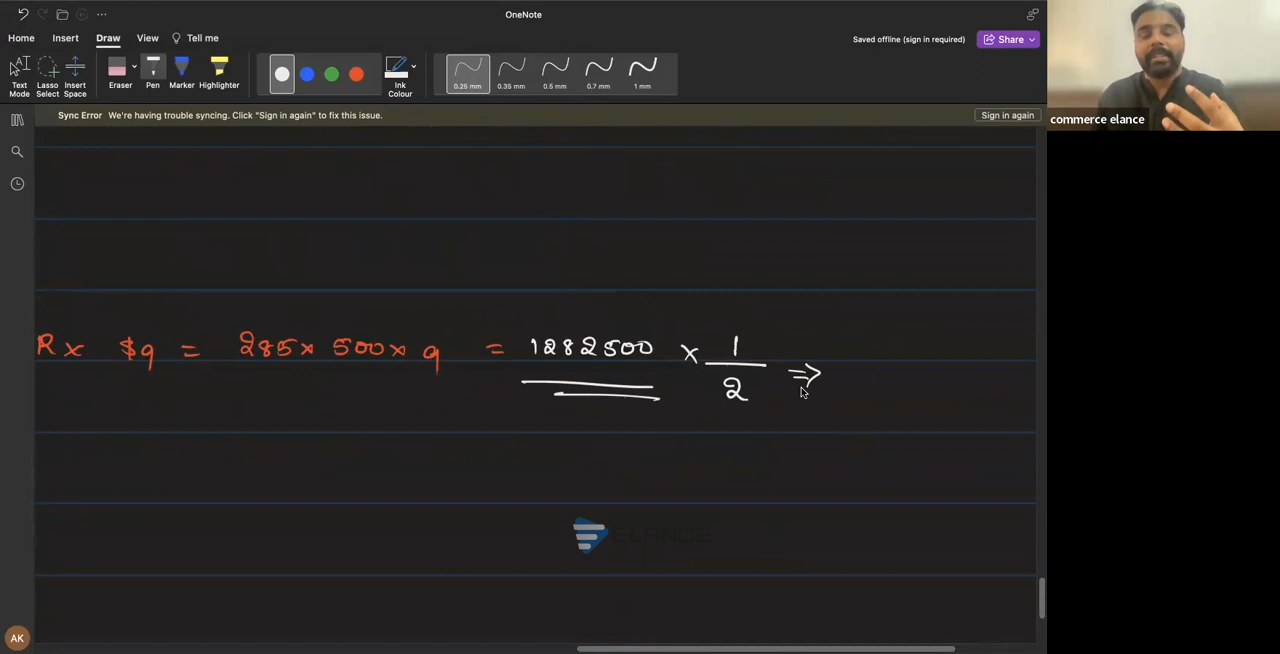 OneNote
Home Insert Draw View Tell me
Saved offline (sign in required) Share
Text Mode Lasso Select Insert Space Eraser Pen Marker Highlighter Ink Colour 0.25 mm 0.35 mm 0.5 mm 0.7 mm 1 mm
Sync Error We're having trouble syncing. Click "Sign in again" to fix this issue. Sign in again
commerce elance
R x $9 = 285 x 500 x 9 = 1282500 x 1/2 ⇒
ELANCE
AK